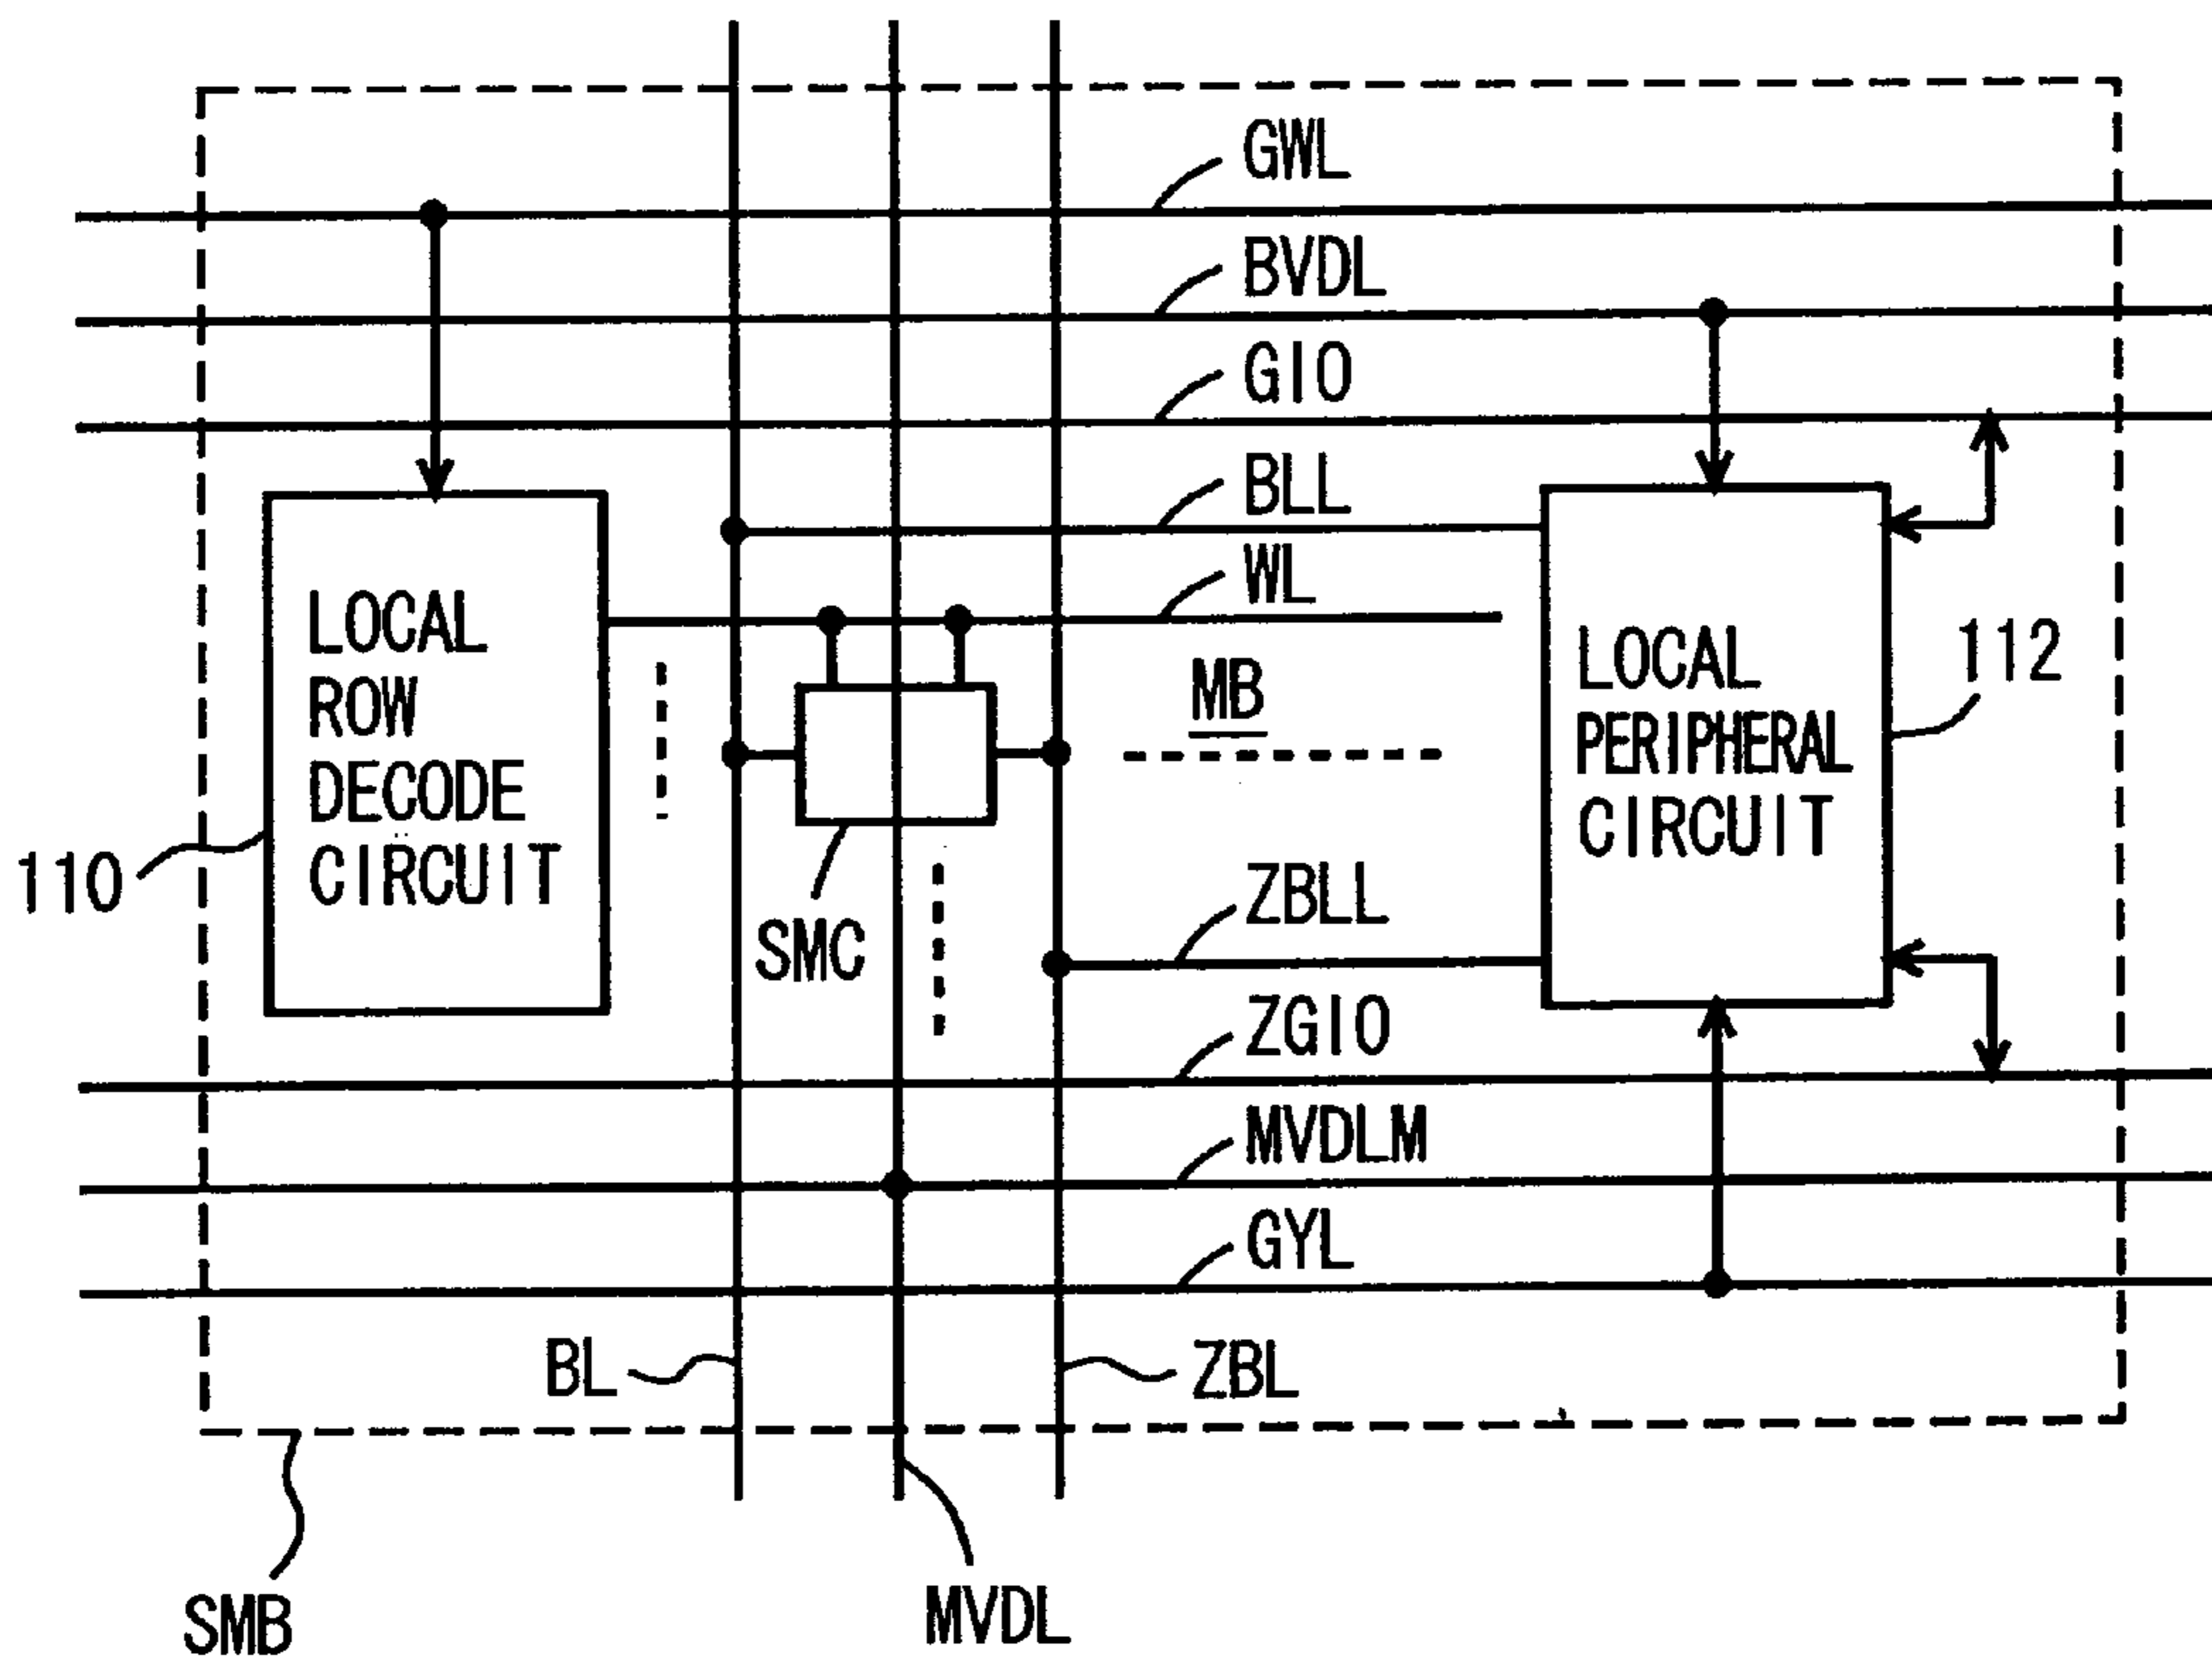 GWL
BVDL
GIO
BLL
WL
LOCAL
ROW
DECODE
CIRCUIT
110
MB
LOCAL
PERIPHERAL
CIRCUIT
112
SMC
ZBLL
ZGIO
MVDLM
GYL
BL
ZBL
SMB
MVDL